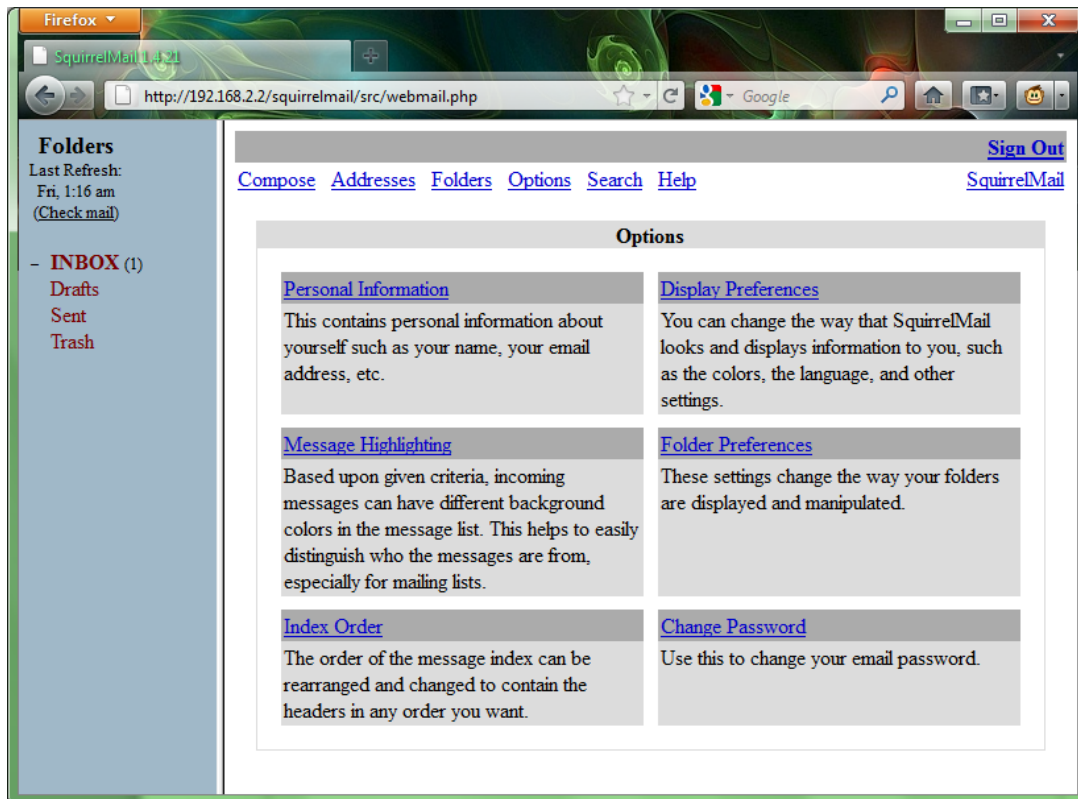 Firefox
SquirrelMail 1.4.21
http://192.168.2.2/squirrelmail/src/webmail.php
Google
Folders
Last Refresh:
Fri, 1:16 am
(Check mail)
– INBOX (1)
Drafts
Sent
Trash
Sign Out
Compose Addresses Folders Options Search Help SquirrelMail
Options
Personal Information
This contains personal information about
yourself such as your name, your email
address, etc.
Display Preferences
You can change the way that SquirrelMail
looks and displays information to you, such
as the colors, the language, and other
settings.
Message Highlighting
Based upon given criteria, incoming
messages can have different background
colors in the message list. This helps to easily
distinguish who the messages are from,
especially for mailing lists.
Folder Preferences
These settings change the way your folders
are displayed and manipulated.
Index Order
The order of the message index can be
rearranged and changed to contain the
headers in any order you want.
Change Password
Use this to change your email password.